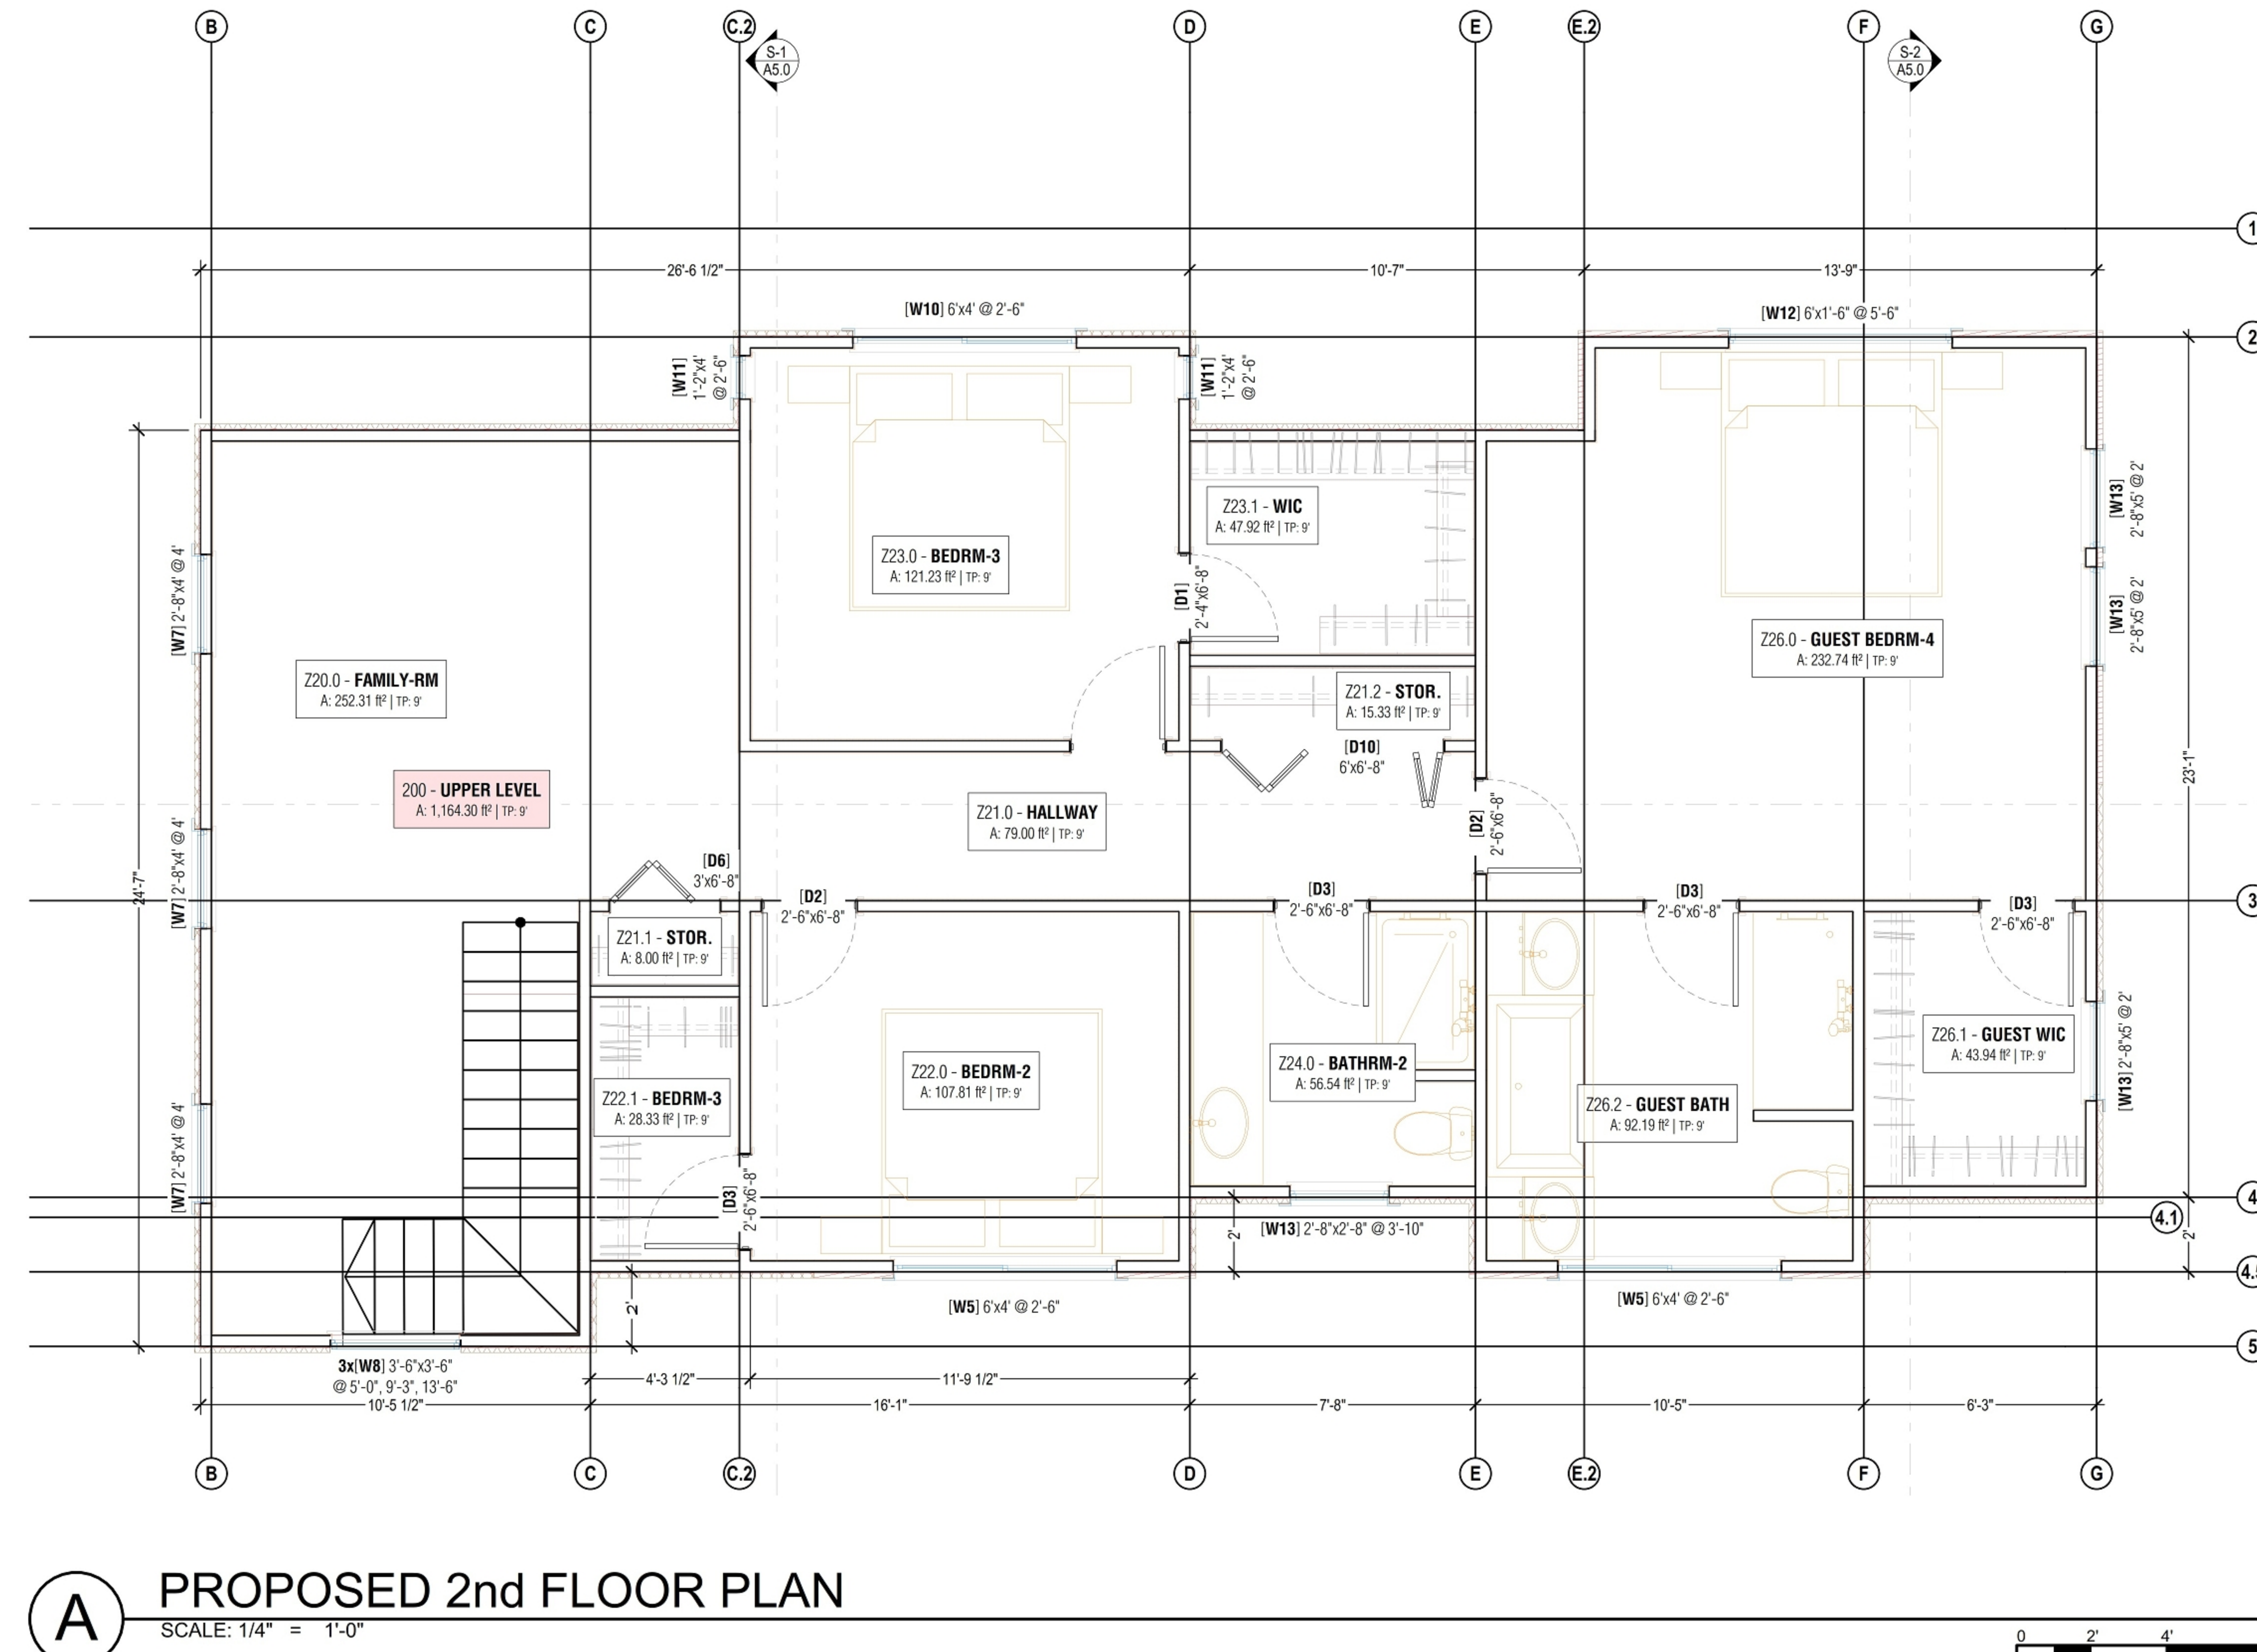 B C C.2 D E E.2 F G
S-1
A5.0
S-2
A5.0
1
26'-6 1/2" 10'-7" 13'-9"
[W10] 6'x4' @ 2'-6"
[W12] 6'x1'-6" @ 5'-6"
2
[W11]
1'-2"x4'
@ 2'-6"
[W11]
1'-2"x4'
@ 2'-6"
Z23.1 - WIC
A: 47.92 ft² | TP: 9'
[W13]
2'-8"x5' @ 2'
Z23.0 - BEDRM-3
A: 121.23 ft² | TP: 9'
[W7] 2'-8"x4' @ 4'
[D1]
2'-4"x6'-8"
[W13]
2'-8"x5' @ 2'
Z26.0 - GUEST BEDRM-4
A: 232.74 ft² | TP: 9'
Z20.0 - FAMILY-RM
A: 252.31 ft² | TP: 9'
Z21.2 - STOR.
A: 15.33 ft² | TP: 9'
[D10]
6'x6'-8"
23'-1"
200 - UPPER LEVEL
A: 1,164.30 ft² | TP: 9'
Z21.0 - HALLWAY
A: 79.00 ft² | TP: 9'
[D2]
2'-6"x6'-8"
[W7] 2'-8"x4' @ 4'
24'-7"
[D6]
3'x6'-8"
[D2]
2'-6"x6'-8"
[D3]
2'-6"x6'-8"
[D3]
2'-6"x6'-8"
[D3]
2'-6"x6'-8"
3
Z21.1 - STOR.
A: 8.00 ft² | TP: 9'
Z26.1 - GUEST WIC
A: 43.94 ft² | TP: 9'
[W13] 2'-8"x5' @ 2'
Z24.0 - BATHRM-2
A: 56.54 ft² | TP: 9'
Z22.0 - BEDRM-2
A: 107.81 ft² | TP: 9'
Z22.1 - BEDRM-3
A: 28.33 ft² | TP: 9'
Z26.2 - GUEST BATH
A: 92.19 ft² | TP: 9'
[W7] 2'-8"x4' @ 4'
[D3]
2'-6"x6'-8"
4
4.1
[W13] 2'-8"x2'-8" @ 3'-10"
2'
2'
[W5] 6'x4' @ 2'-6"
[W5] 6'x4' @ 2'-6"
2'
5
3x[W8] 3'-6"x3'-6"
@ 5'-0", 9'-3", 13'-6"
4'-3 1/2" 11'-9 1/2"
10'-5 1/2" 16'-1" 7'-8" 10'-5" 6'-3"
B C C.2 D E E.2 F G
A
PROPOSED 2nd FLOOR PLAN
SCALE: 1/4" = 1'-0"
0 2' 4'